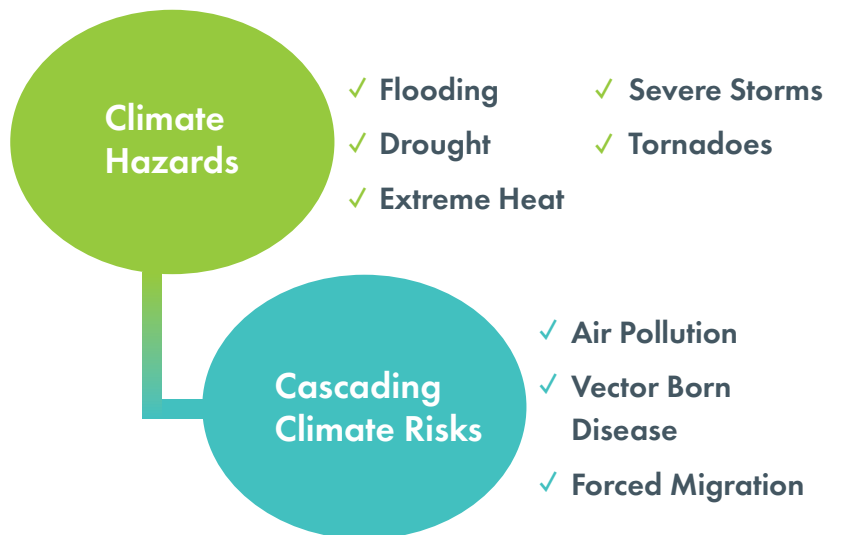 Climate
Hazards
✓ Flooding
✓ Drought
✓ Extreme Heat
✓ Severe Storms
✓ Tornadoes
Cascading
Climate Risks
✓ Air Pollution
✓ Vector Born
Disease
✓ Forced Migration